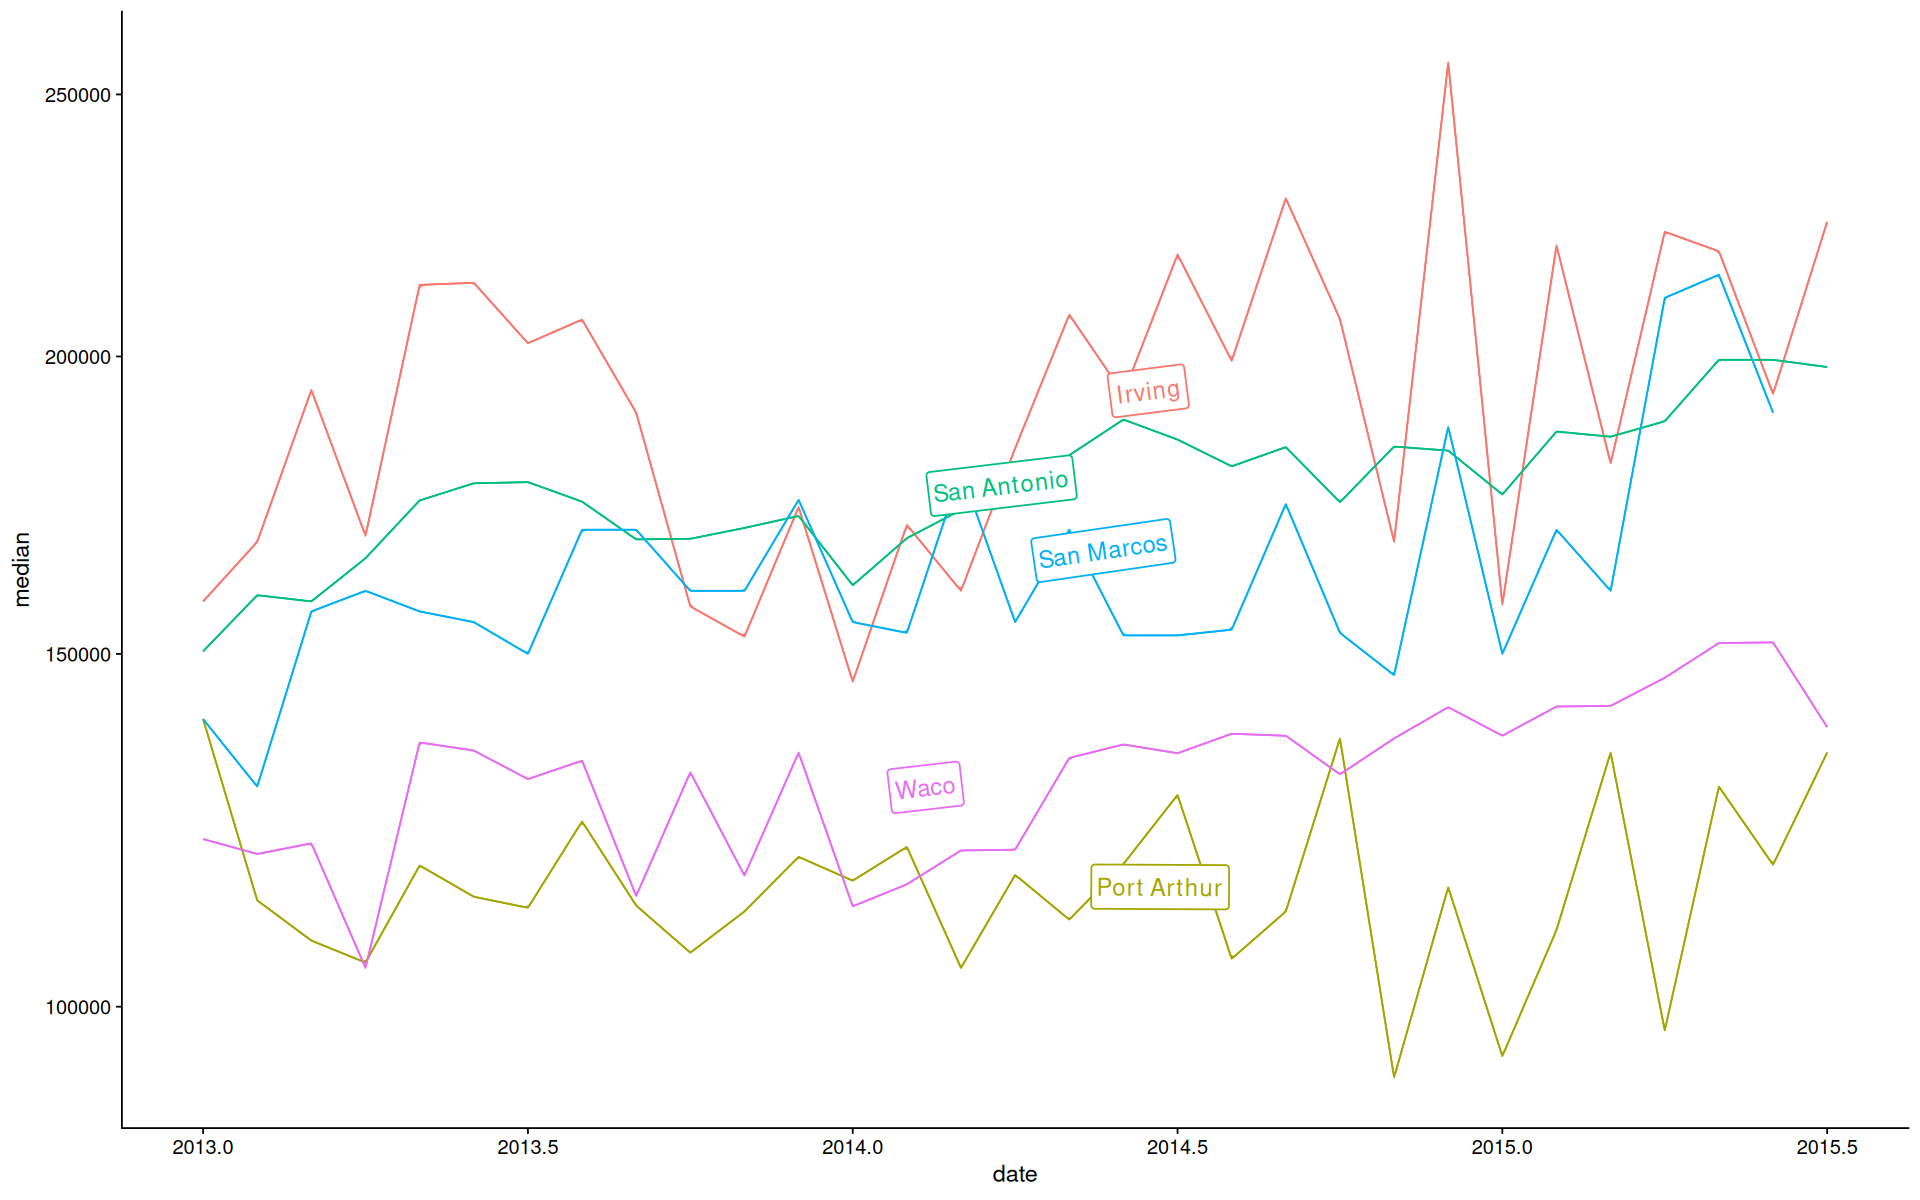 250000
200000
150000
100000
median
Irving
San Antonio
San Marcos
Waco
Port Arthur
2013.0
2013.5
2014.0
2014.5
2015.0
2015.5
date